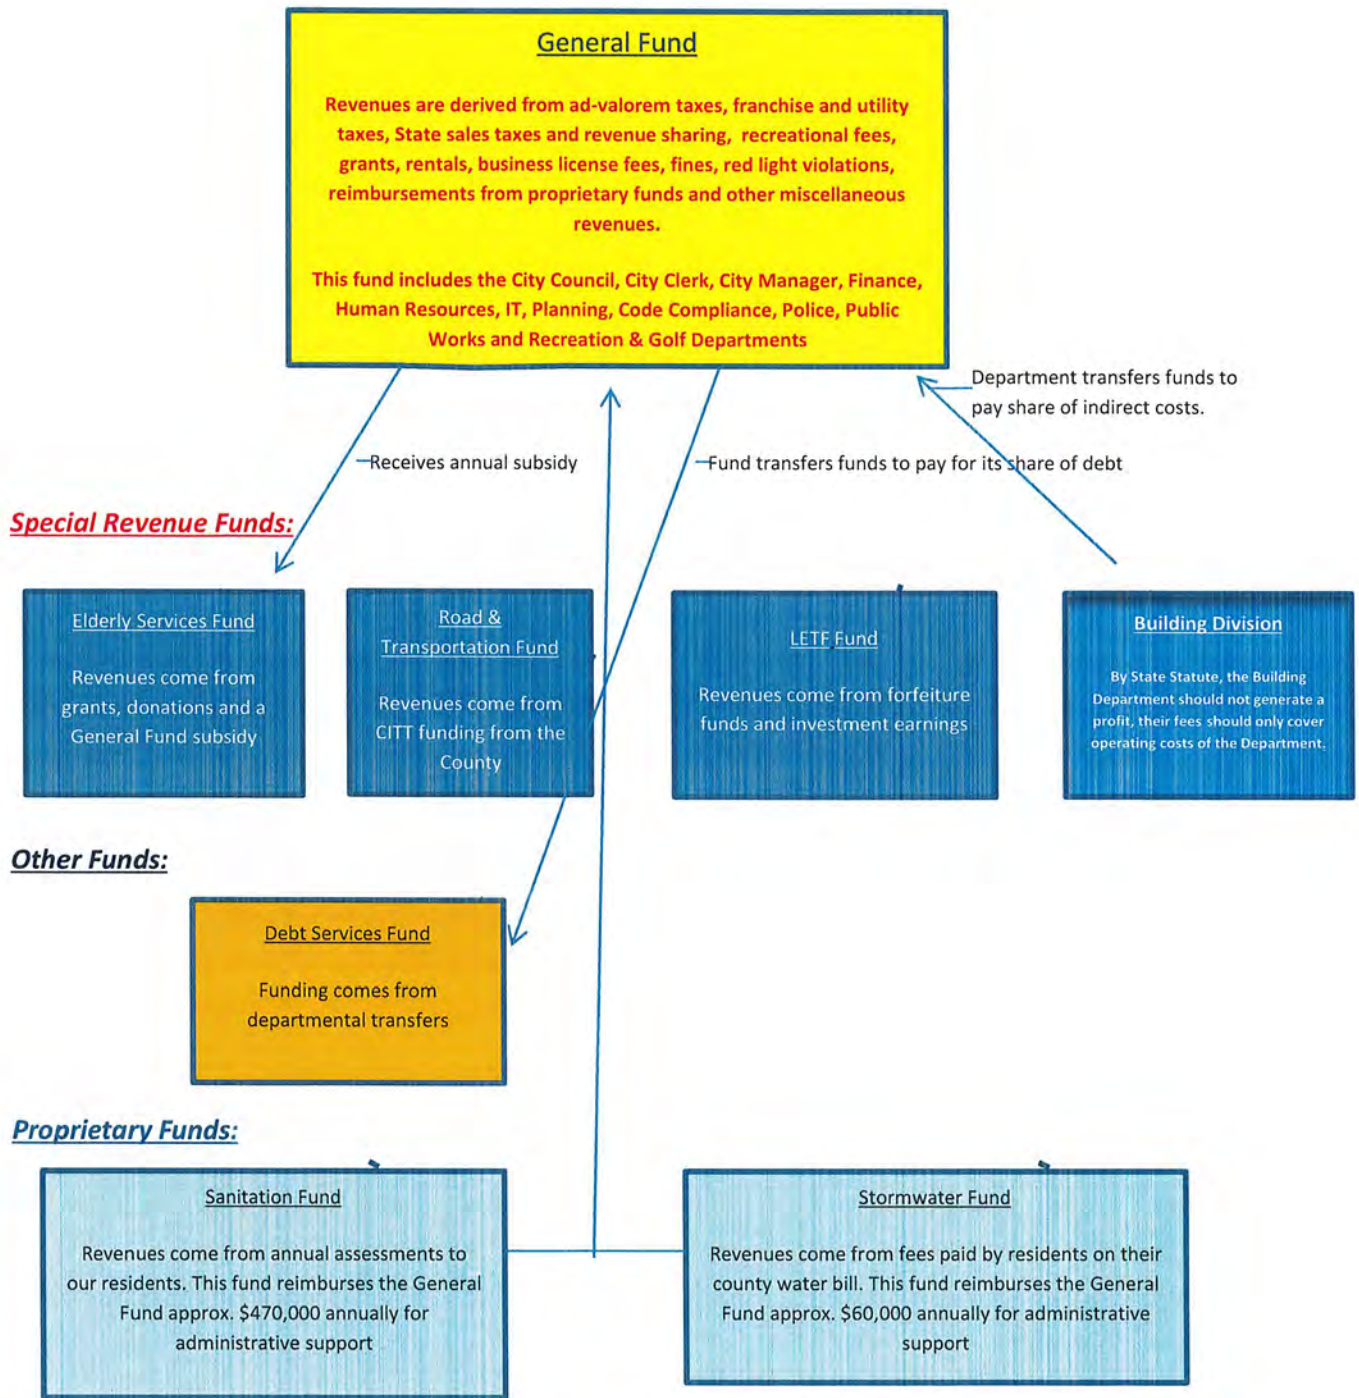 General Fund
Revenues are derived from ad-valorem taxes, franchise and utility
taxes, State sales taxes and revenue sharing, recreational fees,
grants, rentals, business license fees, fines, red light violations,
reimbursements from proprietary funds and other miscellaneous
revenues.
This fund includes the City Council, City Clerk, City Manager, Finance,
Human Resources, IT, Planning, Code Compliance, Police, Public
Works and Recreation & Golf Departments
Department transfers funds to
pay share of indirect costs.
Receives annual subsidy
Fund transfers funds to pay for its share of debt
Special Revenue Funds:
Elderly Services Fund
Revenues come from
grants, donations and a
General Fund subsidy
Road &
Transportation Fund
Revenues come from
CITT funding from the
County
LETF Fund
Revenues come from forfeiture
funds and investment earnings
Building Division
By State Statute, the Building
Department should not generate a
profit, their fees should only cover
operating costs of the Department.
Other Funds:
Debt Services Fund
Funding comes from
departmental transfers
Proprietary Funds:
Sanitation Fund
Revenues come from annual assessments to
our residents. This fund reimburses the General
Fund approx. $470,000 annually for
administrative support
Stormwater Fund
Revenues come from fees paid by residents on their
county water bill. This fund reimburses the General
Fund approx. $60,000 annually for administrative
support